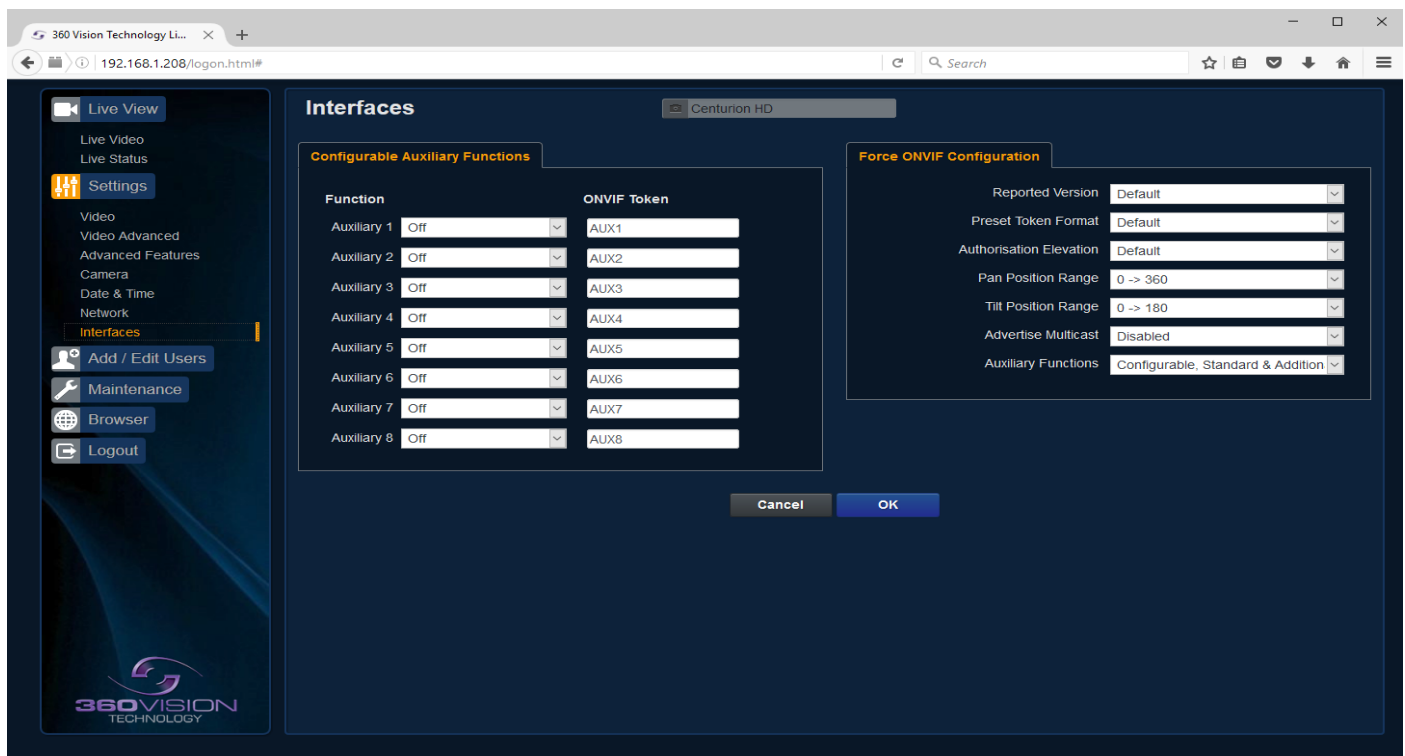 360 Vision Technology Li...
192.168.1.208/logon.html#
Search
Live View
Live Video
Live Status
Settings
Video
Video Advanced
Advanced Features
Camera
Date & Time
Network
Interfaces
Add / Edit Users
Maintenance
Browser
Logout
360VISION
TECHNOLOGY
Interfaces
Centurion HD
Configurable Auxiliary Functions
Function ONVIF Token
Auxiliary 1 Off AUX1
Auxiliary 2 Off AUX2
Auxiliary 3 Off AUX3
Auxiliary 4 Off AUX4
Auxiliary 5 Off AUX5
Auxiliary 6 Off AUX6
Auxiliary 7 Off AUX7
Auxiliary 8 Off AUX8
Force ONVIF Configuration
Reported Version Default
Preset Token Format Default
Authorisation Elevation Default
Pan Position Range 0 -> 360
Tilt Position Range 0 -> 180
Advertise Multicast Disabled
Auxiliary Functions Configurable, Standard & Addition
Cancel OK